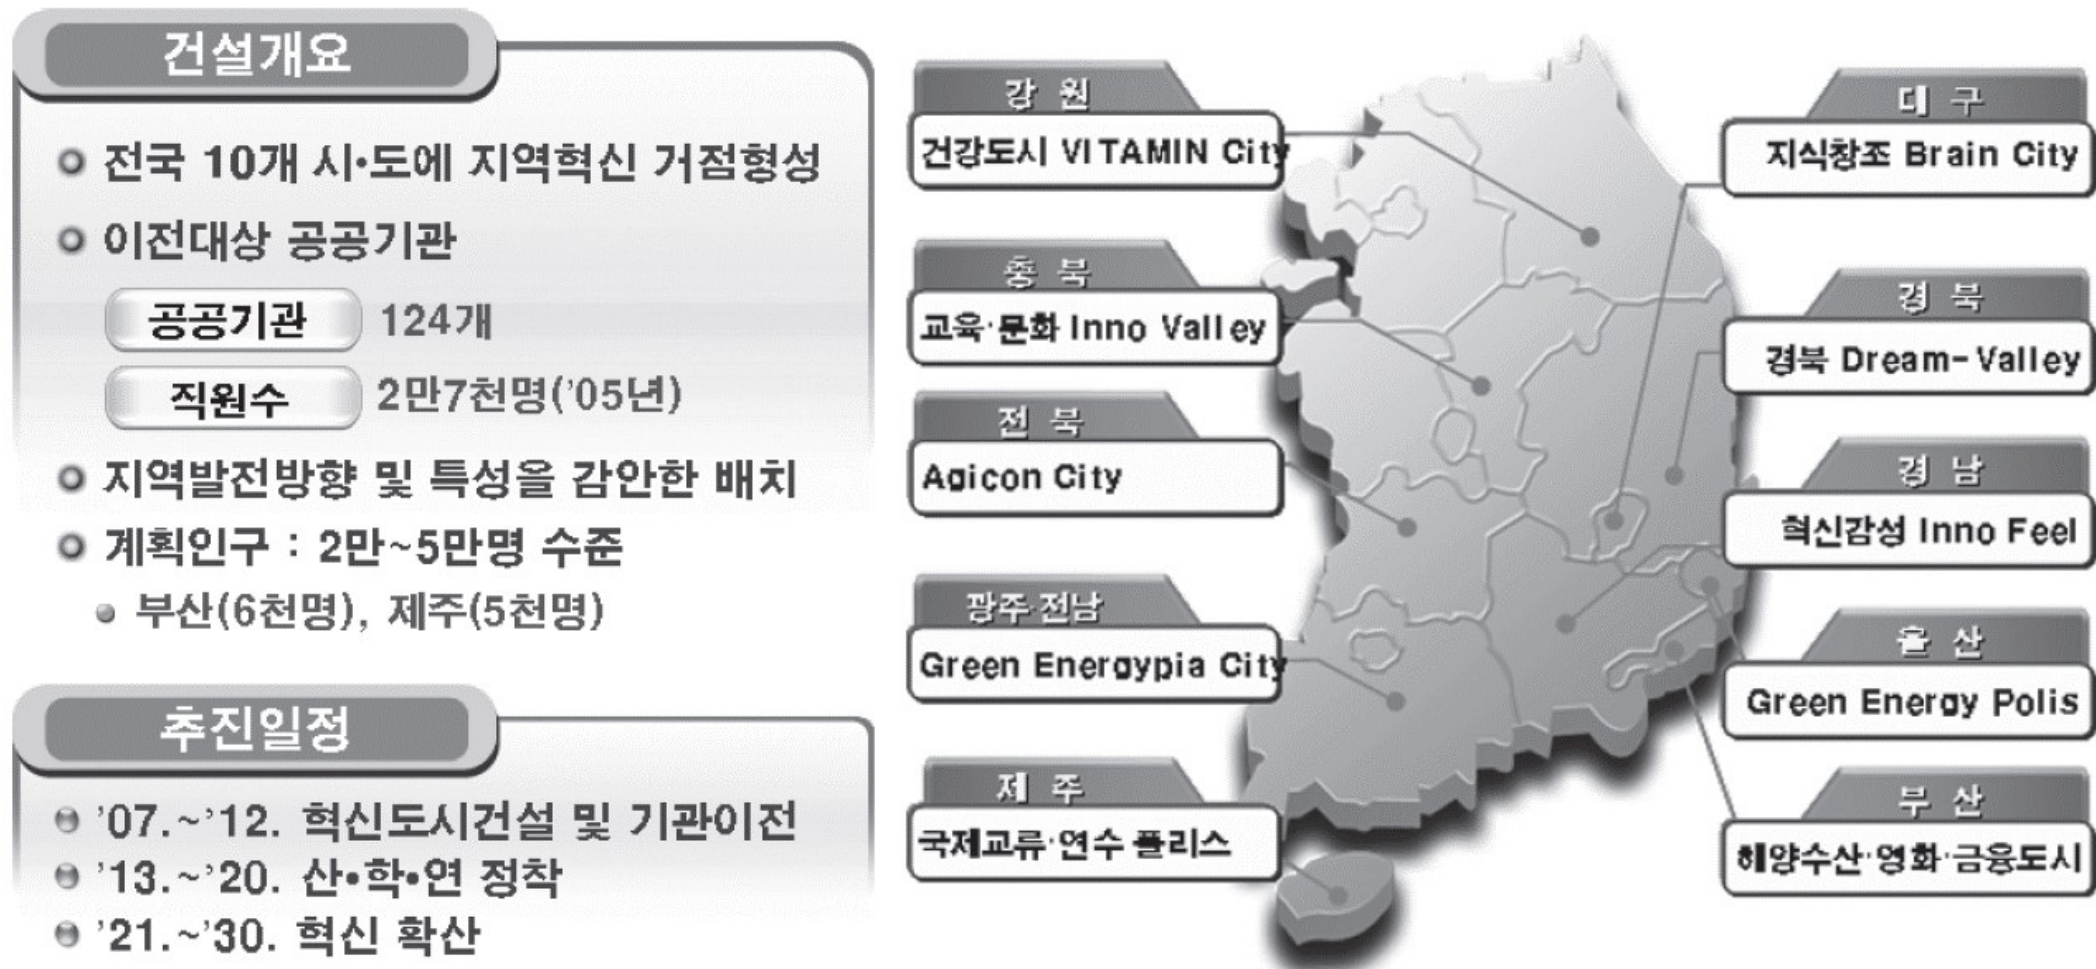 건설개요
전국 10개 시•도에 지역혁신 거점형성
이전대상 공공기관
공공기관 124개
직원수 2만7천명('05년)
지역발전방향 및 특성을 감안한 배치
계획인구 : 2만~5만명 수준
부산(6천명), 제주(5천명)
추진일정
'07.~'12. 혁신도시건설 및 기관이전
'13.~'20. 산•학•연 정착
'21.~'30. 혁신 확산
강 원
건강도시 VITAMIN City
충 북
교육·문화 Inno Valley
전 북
Agicon City
광주·전남
Green Energypia City
제 주
국제교류·연수 폴리스
대 구
지식창조 Brain City
경 북
경북 Dream-Valley
경 남
혁신감성 Inno Feel
울 산
Green Energy Polis
부 산
해양수산·영화·금융도시